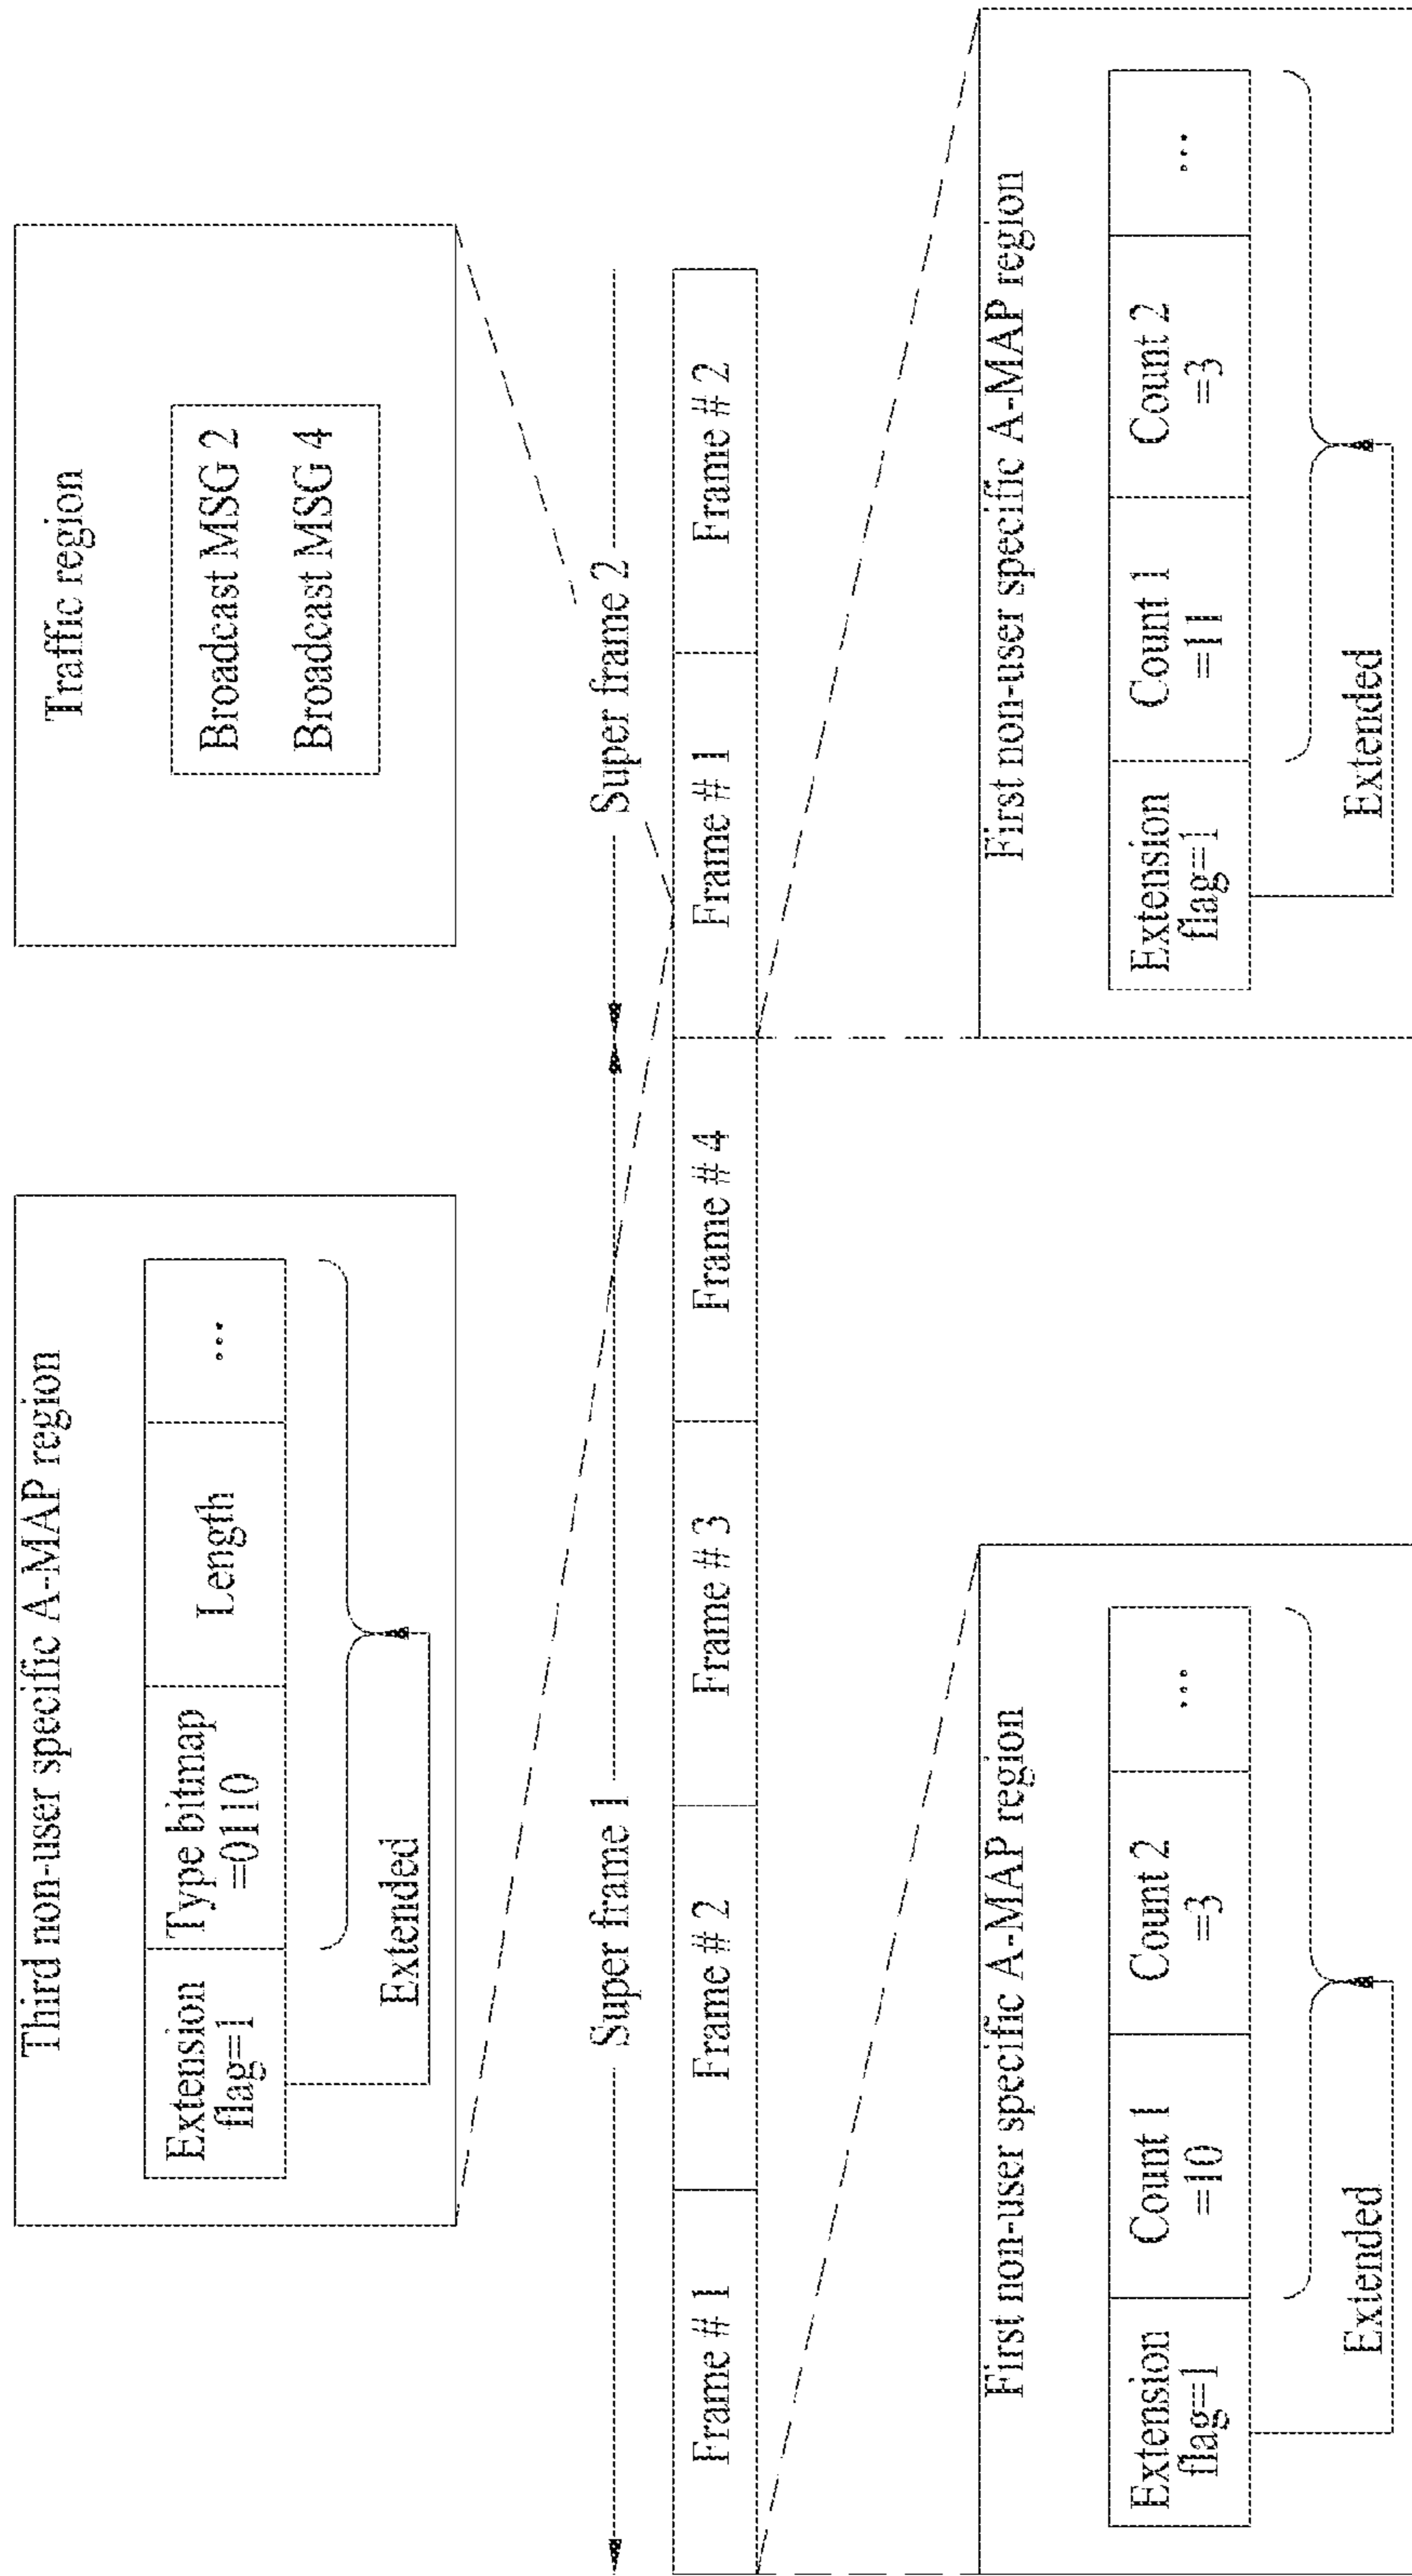 Third non-user specific A-MAP region
Extension
flag=1
Type bitmap
=0110
Length
...
Extended
Traffic region
Broadcast MSG 2
Broadcast MSG 4
Super frame 1
Super frame 2
Frame # 1
Frame # 2
Frame # 3
Frame # 4
Frame # 1
Frame # 2
First non-user specific A-MAP region
Extension
flag=1
Count 1
=10
Count 2
=3
...
Extended
First non-user specific A-MAP region
Extension
flag=1
Count 1
=11
Count 2
=3
...
Extended